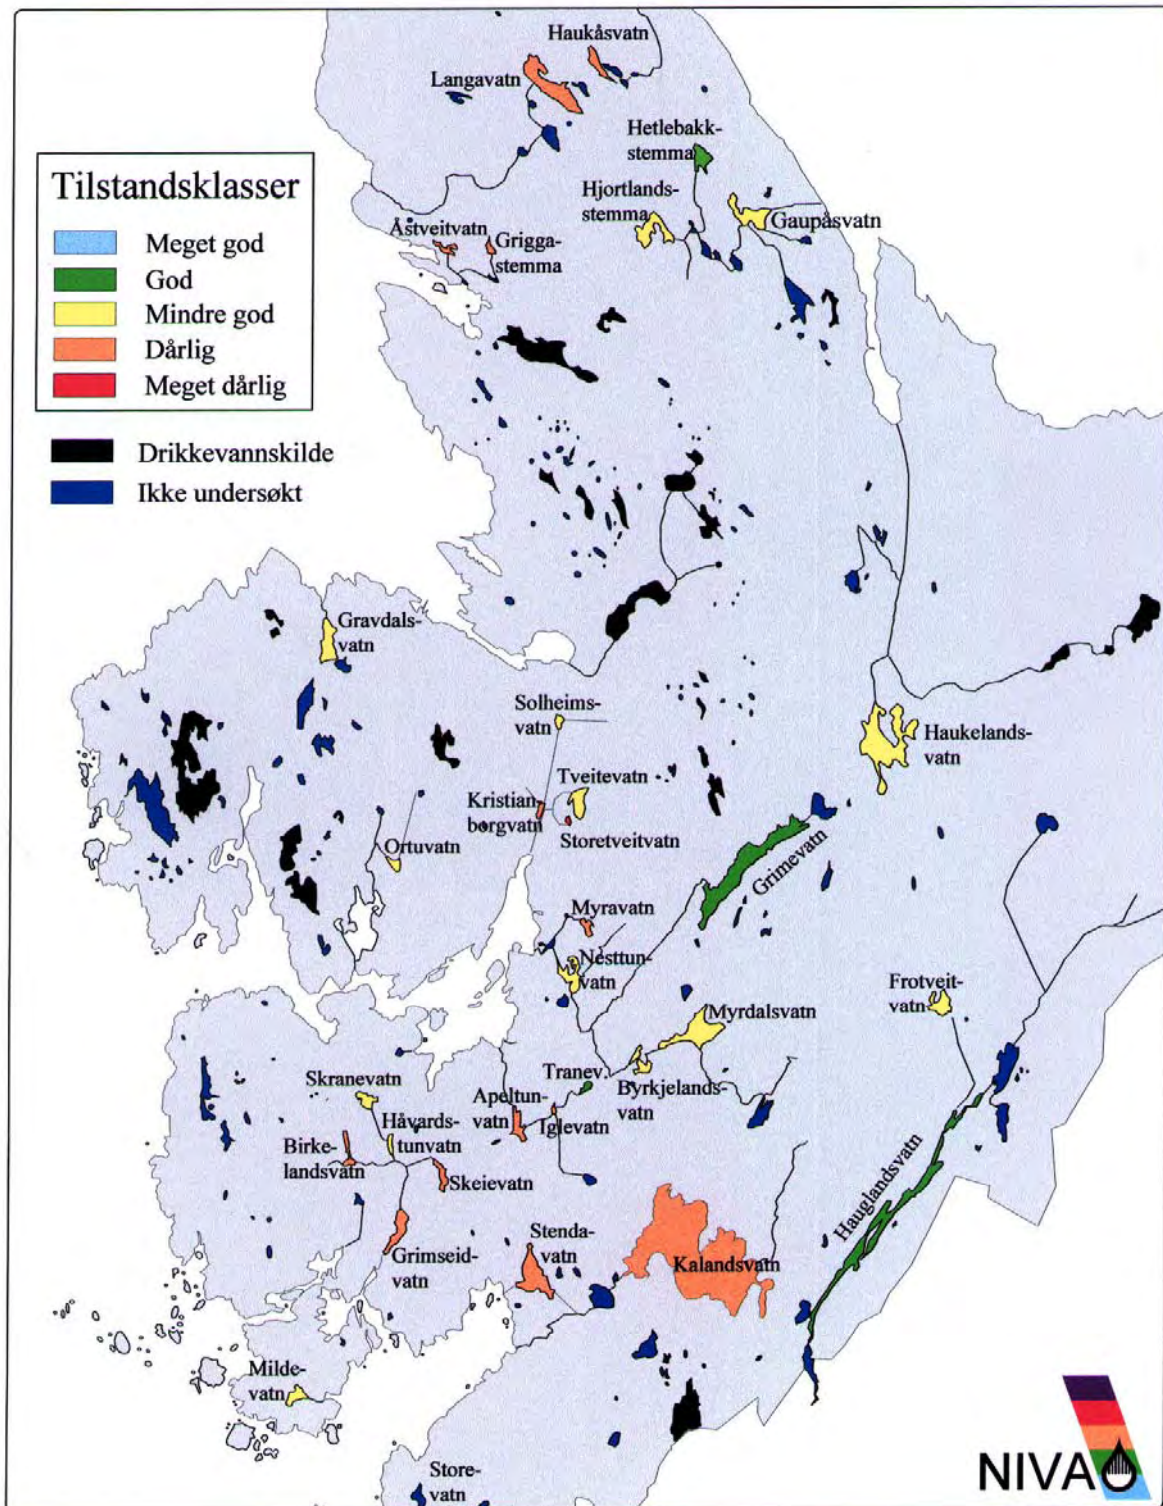 Haukåsvatn
Langavatn
Hetlebakk-
stemma
Tilstandsklasser
Meget god
God
Mindre god
Dårlig
Meget dårlig
Drikkevannskilde
Ikke undersøkt
Hjortlands-
stemma
Gaupåsvatn
Åstveitvatn
Grigga-
stemma
Gravdals-
vatn
Solheims-
vatn
Haukelands-
vatn
Tveitevatn
Kristian-
borgvatn
Storetveitvatn
Ortuvatn
Grimevatn
Myravatn
Nesttun-
vatn
Frotveit-
vatn
Myrdalsvatn
Tranev.
Byrkjelands-
vatn
Skranevatn
Apeltun-
vatn
Iglevatn
Håvards-
tunvatn
Birke-
landsvatn
Skeievatn
Hauglandsvatn
Stenda-
vatn
Grimseid-
vatn
Kalandsvatn
Milde-
vatn
Store-
vatn
NIVA